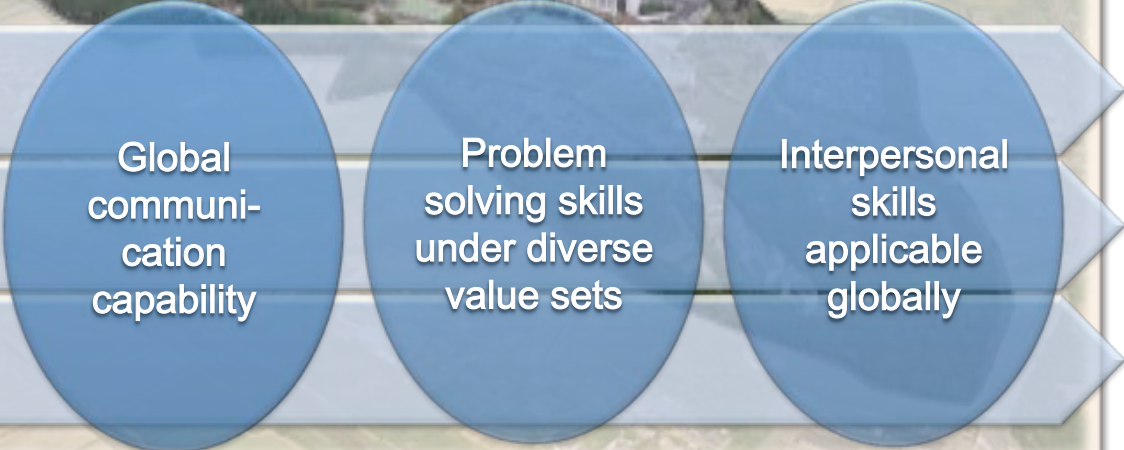 Global
communi-
cation
capability
Problem
solving skills
under diverse
value sets
Interpersonal
skills
applicable
globally